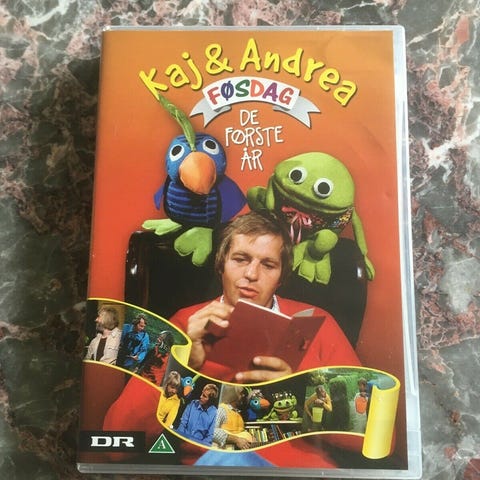 Kaj & Andrea
FØSDAG
DE
FØRSTE
ÅR
DR
A